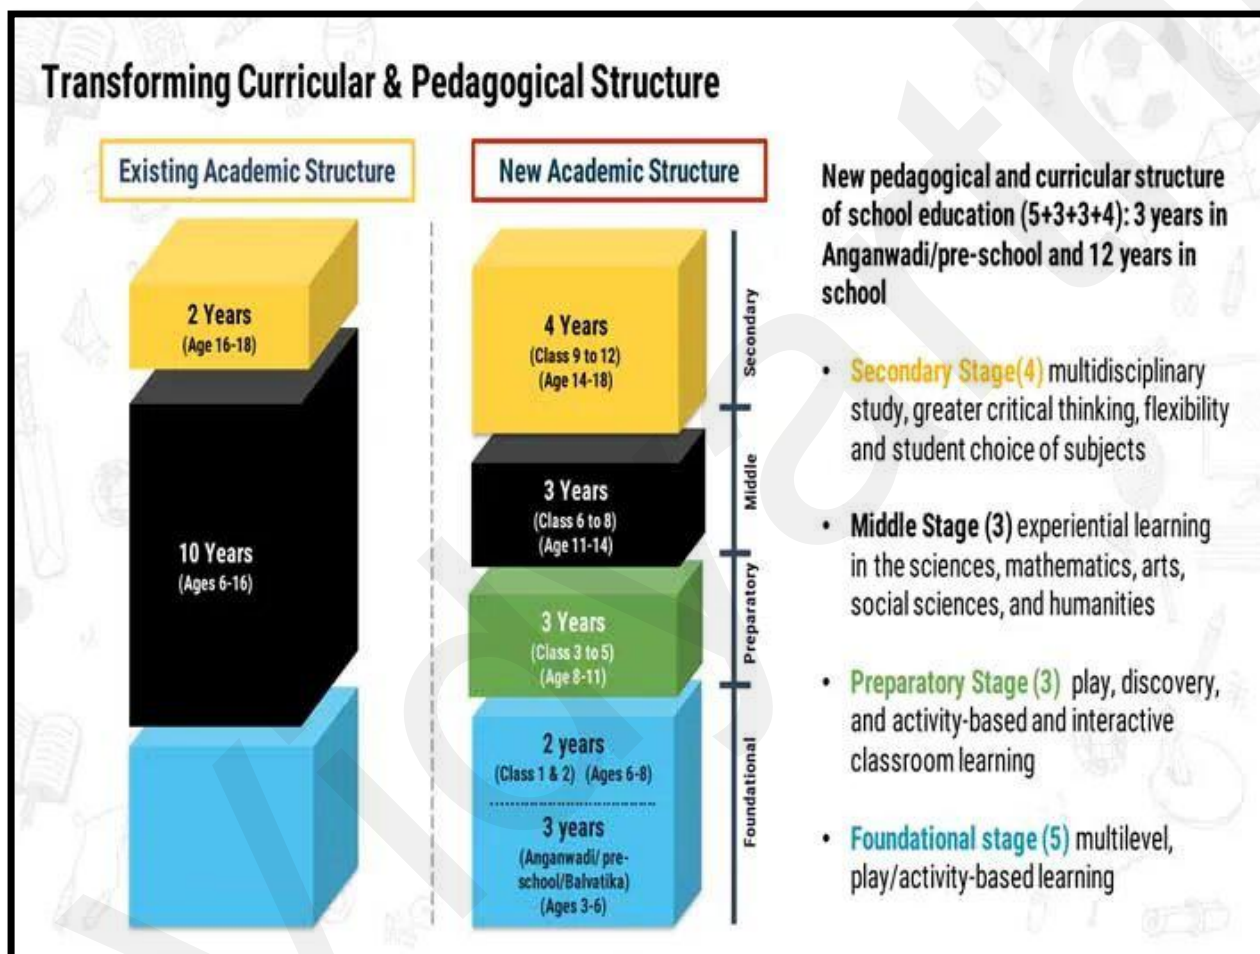 Transforming Curricular & Pedagogical Structure
Existing Academic Structure
2 Years
(Age 16-18)
10 Years
(Ages 6-16)
New Academic Structure
4 Years
(Class 9 to 12)
(Age 14-18)
3 Years
(Class 6 to 8)
(Age 11-14)
3 Years
(Class 3 to 5)
(Age 8-11)
2 years
(Class 1 & 2) (Ages 6-8)
3 years
(Anganwadi/ pre-
school/Balvatika)
(Ages 3-6)
Secondary
Middle
Preparatory
Foundational
New pedagogical and curricular structure
of school education (5+3+3+4): 3 years in
Anganwadi/pre-school and 12 years in
school
• Secondary Stage(4) multidisciplinary
study, greater critical thinking, flexibility
and student choice of subjects
• Middle Stage (3) experiential learning
in the sciences, mathematics, arts,
social sciences, and humanities
• Preparatory Stage (3) play, discovery,
and activity-based and interactive
classroom learning
• Foundational stage (5) multilevel,
play/activity-based learning